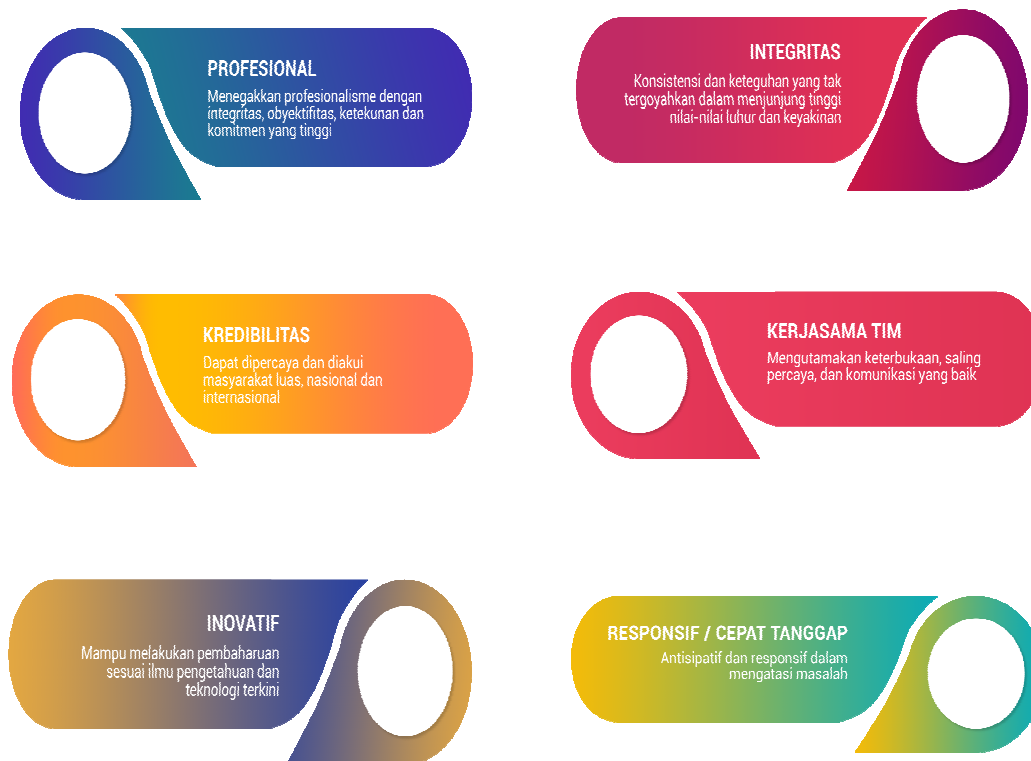 PROFESIONAL
Menegakkan profesionalisme dengan
integritas, obyektifitas, ketekunan dan
komitmen yang tinggi
INTEGRITAS
Konsistensi dan keteguhan yang tak
tergoyahkan dalam menjunjung tinggi
nilai-nilai luhur dan keyakinan
KREDIBILITAS
Dapat dipercaya dan diakui
masyarakat luas, nasional dan
internasional
KERJASAMA TIM
Mengutamakan keterbukaan, saling
percaya, dan komunikasi yang baik
INOVATIF
Mampu melakukan pembaharuan
sesuai ilmu pengetahuan dan
teknologi terkini
RESPONSIF / CEPAT TANGGAP
Antisipatif dan responsif dalam
mengatasi masalah